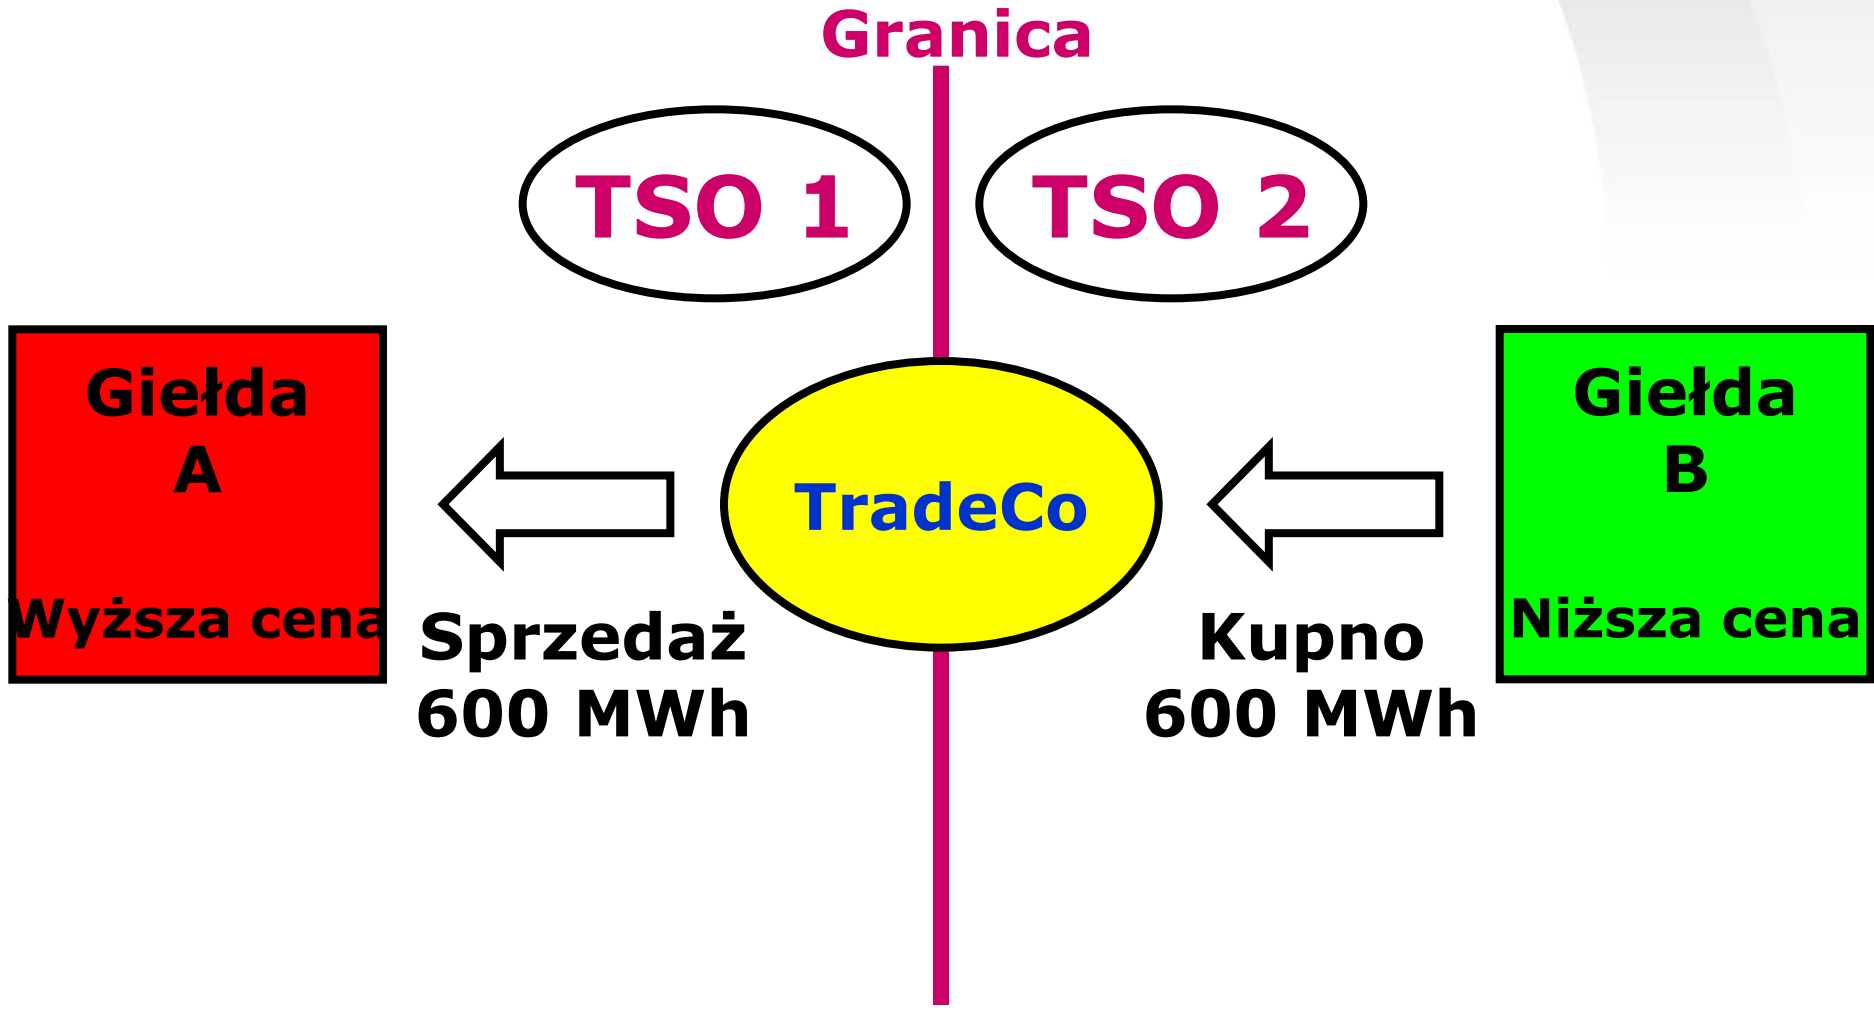 Granica
TSO 1
TSO 2
Giełda
A
Wyższa cena
TradeCo
Giełda
B
Niższa cena
Sprzedaż
600 MWh
Kupno
600 MWh